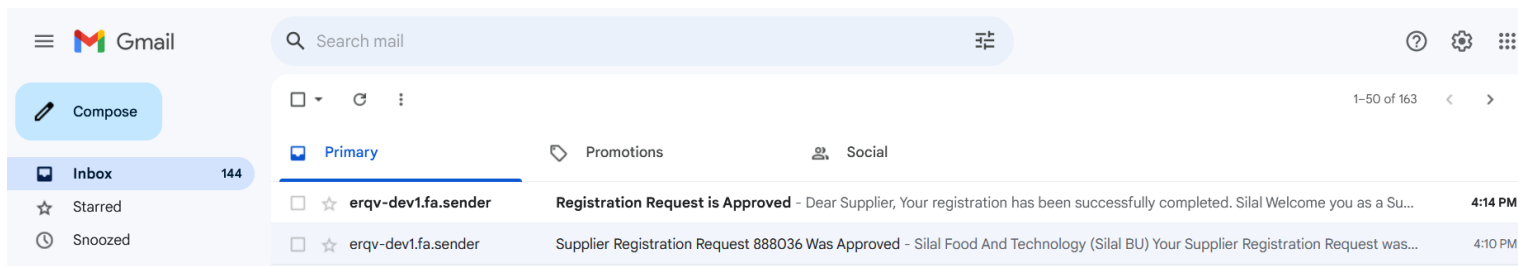 Gmail
Search mail
Compose
1–50 of 163
Primary
Promotions
Social
Inbox 144
Starred
Snoozed
erqv-dev1.fa.sender Registration Request is Approved - Dear Supplier, Your registration has been successfully completed. Silal Welcome you as a Su... 4:14 PM
erqv-dev1.fa.sender Supplier Registration Request 888036 Was Approved - Silal Food And Technology (Silal BU) Your Supplier Registration Request was... 4:10 PM